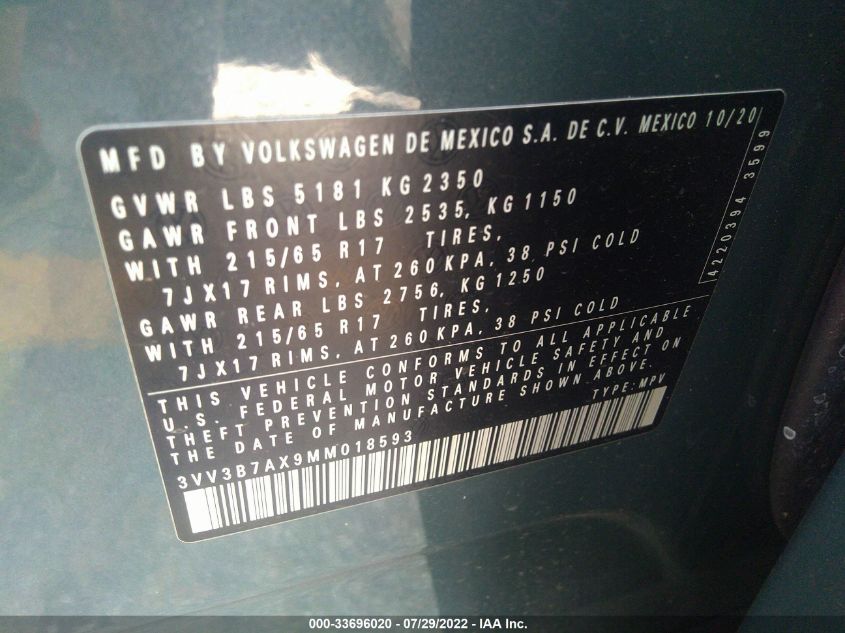 MFD BY VOLKSWAGEN DE MEXICO S.A. DE C.V. MEXICO 10/20
GVWR LBS 5181 KG 2350
GAWR FRONT LBS 2535, KG 1150
WITH 215/65 R17 TIRES,
7JX17 RIMS, AT 260 KPA, 38 PSI COLD
GAWR REAR LBS 2756, KG 1250
WITH 215/65 R17 TIRES,
7JX17 RIMS, AT 260 KPA, 38 PSI COLD
4220394 3599
THIS VEHICLE CONFORMS TO ALL APPLICABLE
U.S. FEDERAL MOTOR VEHICLE SAFETY AND
THEFT PREVENTION STANDARDS IN EFFECT ON
THE DATE OF MANUFACTURE SHOWN ABOVE.
TYPE: MPV
3VV3B7AX9MM018593
000-33696020 - 07/29/2022 - IAA Inc.